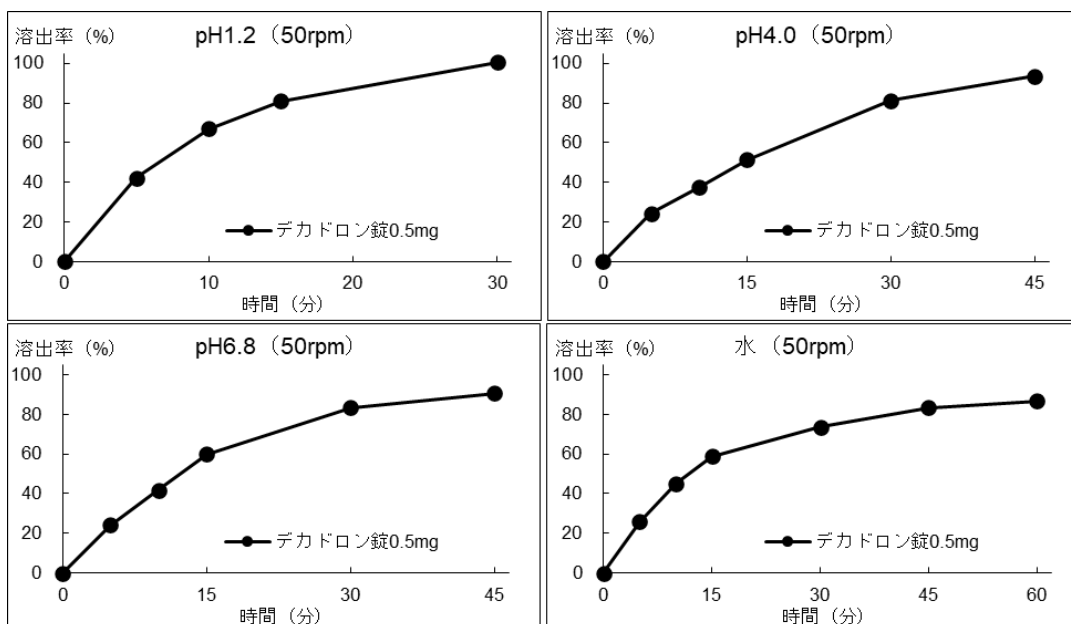 溶出率 (%)
pH1.2（50rpm）
100
80
60
40
20
0
デカドロン錠0.5mg
0 10 20 30
時間（分）
溶出率 (%)
pH4.0（50rpm）
100
80
60
40
20
0
デカドロン錠0.5mg
0 15 30 45
時間（分）
溶出率 (%)
pH6.8（50rpm）
100
80
60
40
20
0
デカドロン錠0.5mg
0 15 30 45
時間（分）
溶出率 (%)
水（50rpm）
100
80
60
40
20
0
デカドロン錠0.5mg
0 15 30 45 60
時間（分）